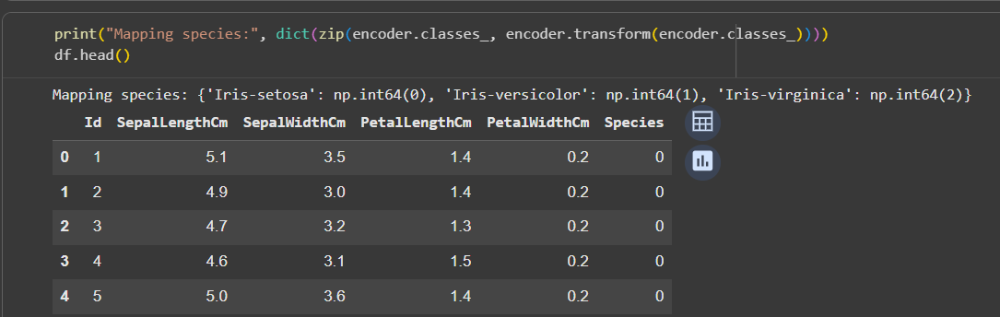 print("Mapping species:", dict(zip(encoder.classes_, encoder.transform(encoder.classes_))))
df.head()
Mapping species: {'Iris-setosa': np.int64(0), 'Iris-versicolor': np.int64(1), 'Iris-virginica': np.int64(2)}
Id SepalLengthCm SepalWidthCm PetalLengthCm PetalWidthCm Species
0 1 5.1 3.5 1.4 0.2 0
1 2 4.9 3.0 1.4 0.2 0
2 3 4.7 3.2 1.3 0.2 0
3 4 4.6 3.1 1.5 0.2 0
4 5 5.0 3.6 1.4 0.2 0